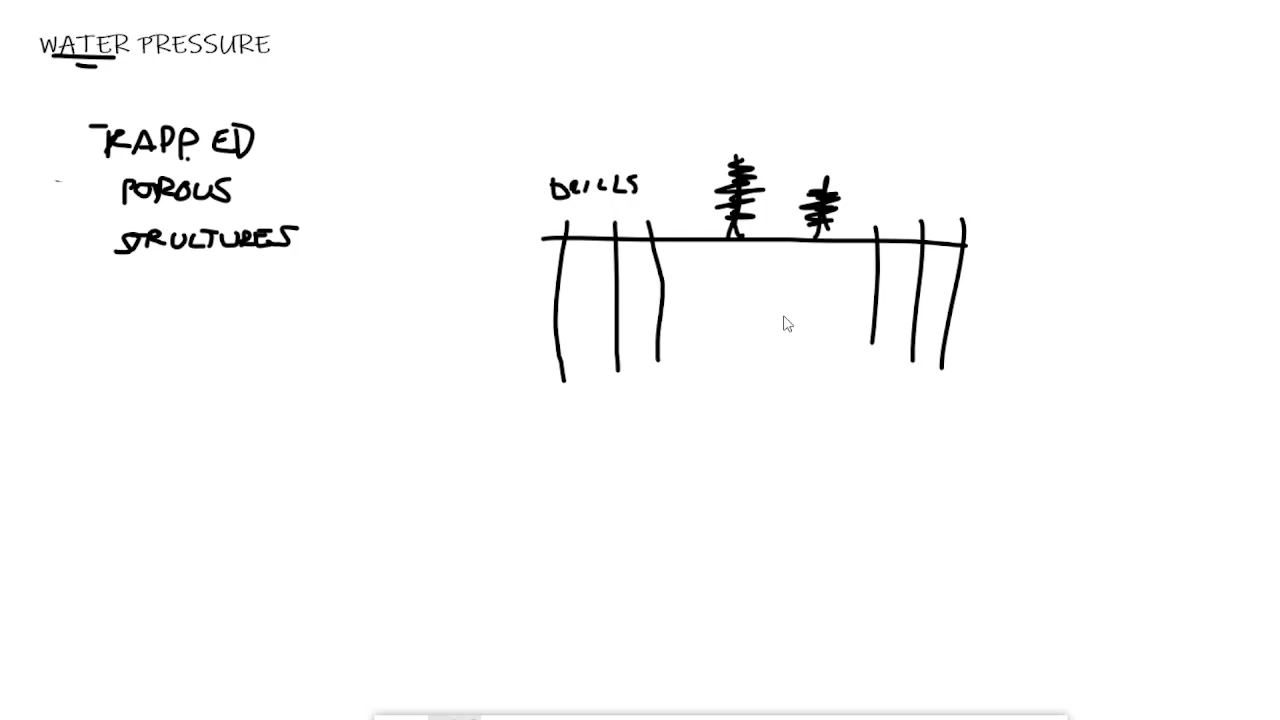 WATER PRESSURE
TRAPPED
POROUS
STRUCTURES
DRILLS